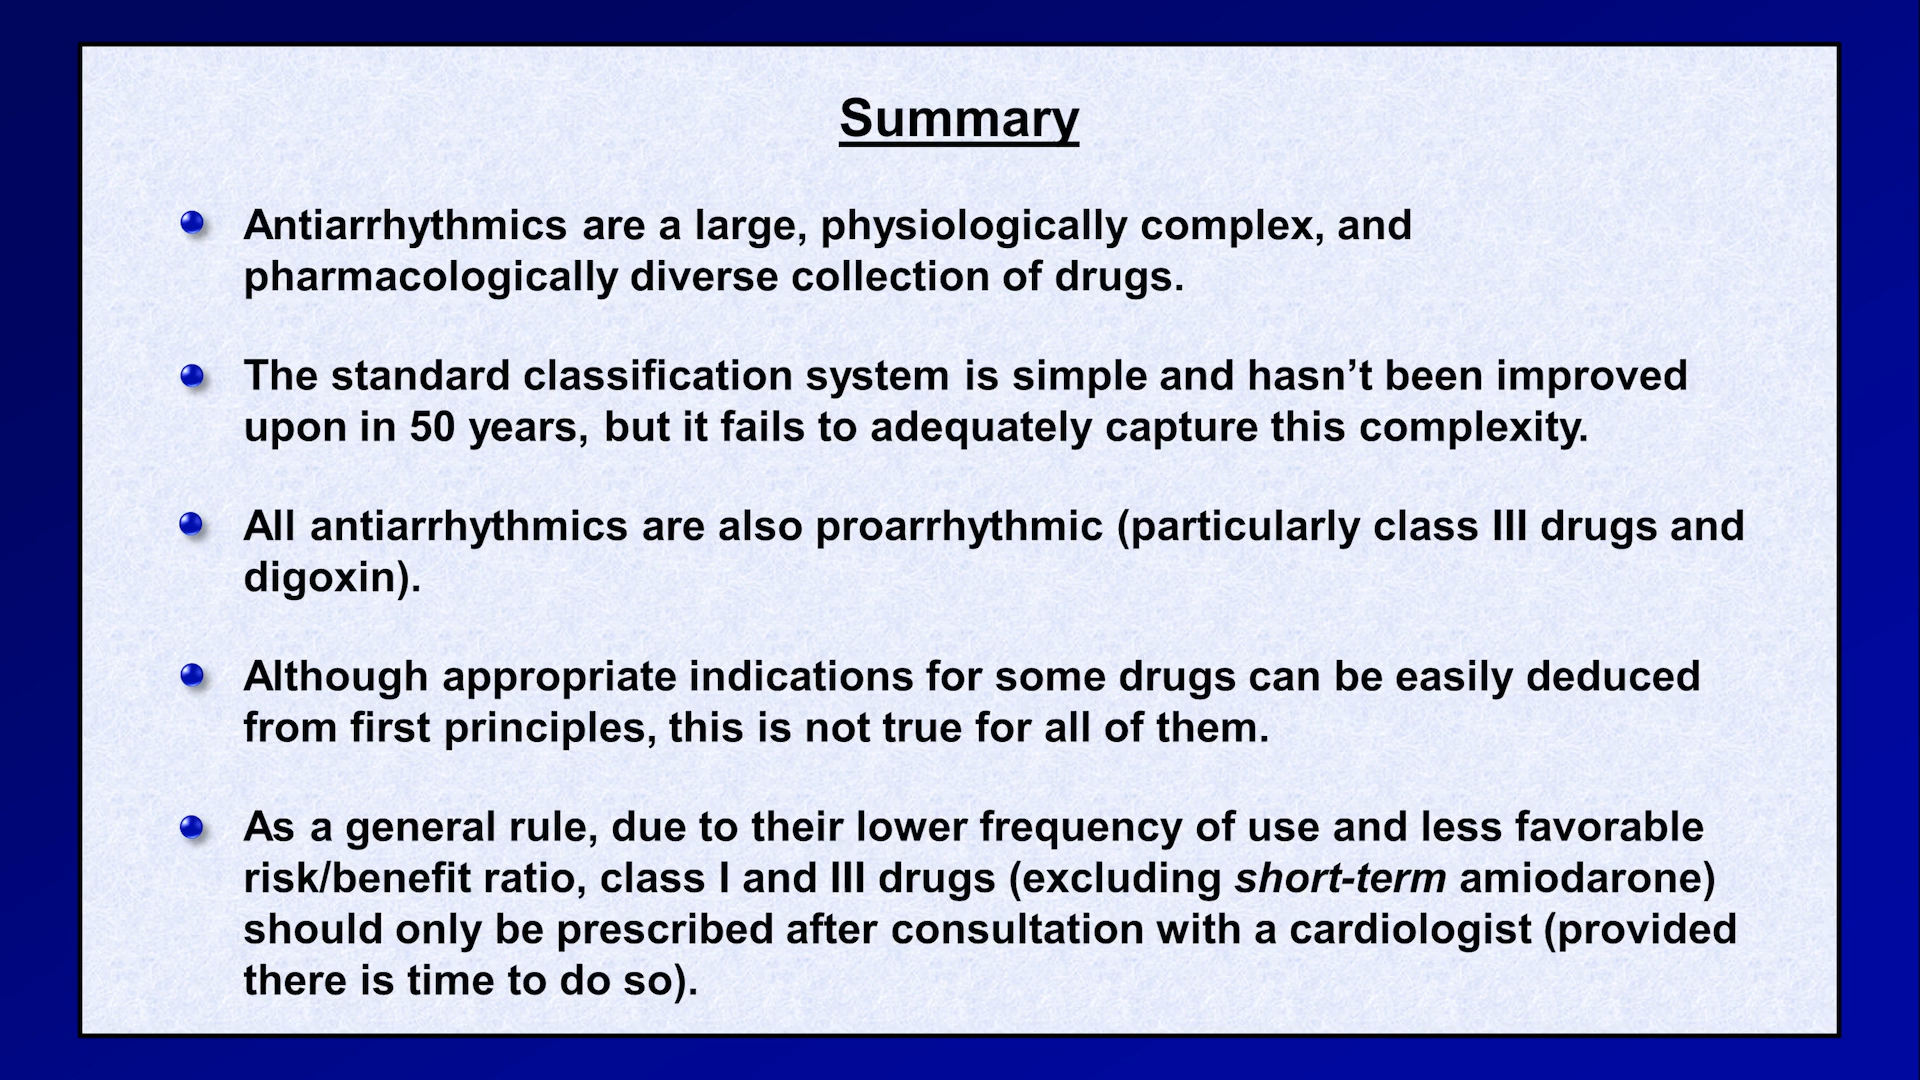 Summary
Antiarrhythmics are a large, physiologically complex, and
pharmacologically diverse collection of drugs.
The standard classification system is simple and hasn’t been improved
upon in 50 years, but it fails to adequately capture this complexity.
All antiarrhythmics are also proarrhythmic (particularly class III drugs and
digoxin).
Although appropriate indications for some drugs can be easily deduced
from first principles, this is not true for all of them.
As a general rule, due to their lower frequency of use and less favorable
risk/benefit ratio, class I and III drugs (excluding short-term amiodarone)
should only be prescribed after consultation with a cardiologist (provided
there is time to do so).